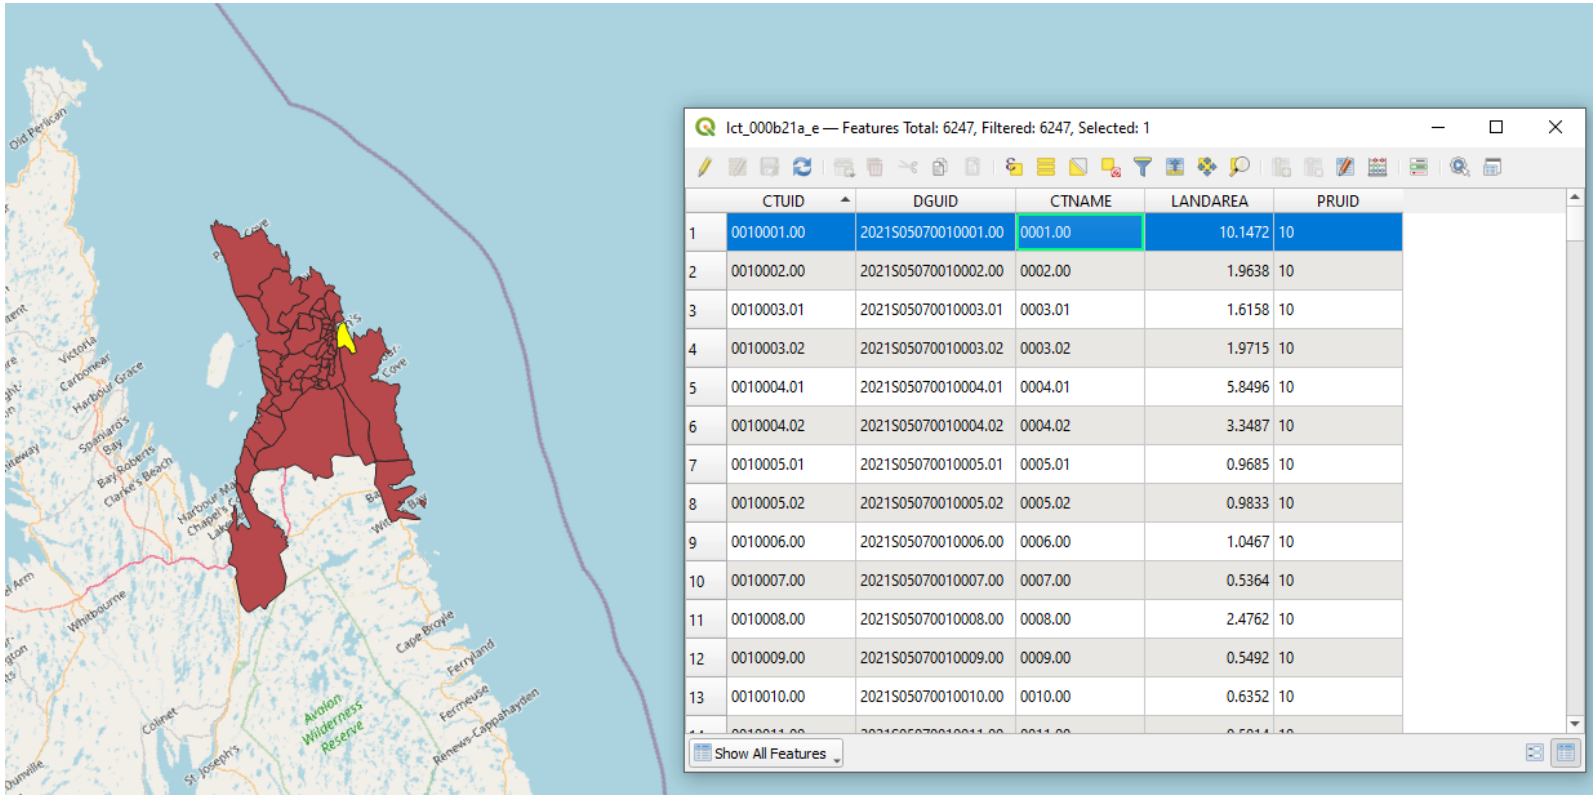 Old Perlican
Victoria
Carbonear
Harbour Grace
Spaniard's
Bay
Bay Roberts
Clarke's Beach
Cove
Cove
Whitbourne
Cape Broyle
Ferryland
Fermeuse
Renews-Cappahayden
Avalon
Wilderness
Reserve
Colinet
St. Joseph's
lct_000b21a_e — Features Total: 6247, Filtered: 6247, Selected: 1
CTUID DGUID CTNAME LANDAREA PRUID
1 0010001.00 2021S05070010001.00 0001.00 10.1472 10
2 0010002.00 2021S05070010002.00 0002.00 1.9638 10
3 0010003.01 2021S05070010003.01 0003.01 1.6158 10
4 0010003.02 2021S05070010003.02 0003.02 1.9715 10
5 0010004.01 2021S05070010004.01 0004.01 5.8496 10
6 0010004.02 2021S05070010004.02 0004.02 3.3487 10
7 0010005.01 2021S05070010005.01 0005.01 0.9685 10
8 0010005.02 2021S05070010005.02 0005.02 0.9833 10
9 0010006.00 2021S05070010006.00 0006.00 1.0467 10
10 0010007.00 2021S05070010007.00 0007.00 0.5364 10
11 0010008.00 2021S05070010008.00 0008.00 2.4762 10
12 0010009.00 2021S05070010009.00 0009.00 0.5492 10
13 0010010.00 2021S05070010010.00 0010.00 0.6352 10
Show All Features